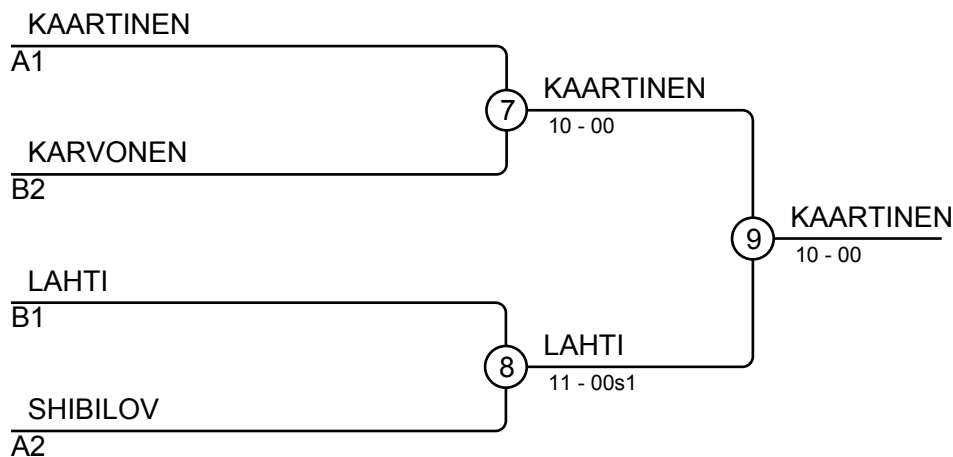 KAARTINEN
A1
7
KAARTINEN
10 - 00
KARVONEN
B2
9
KAARTINEN
10 - 00
LAHTI
B1
8
LAHTI
11 - 00s1
SHIBILOV
A2